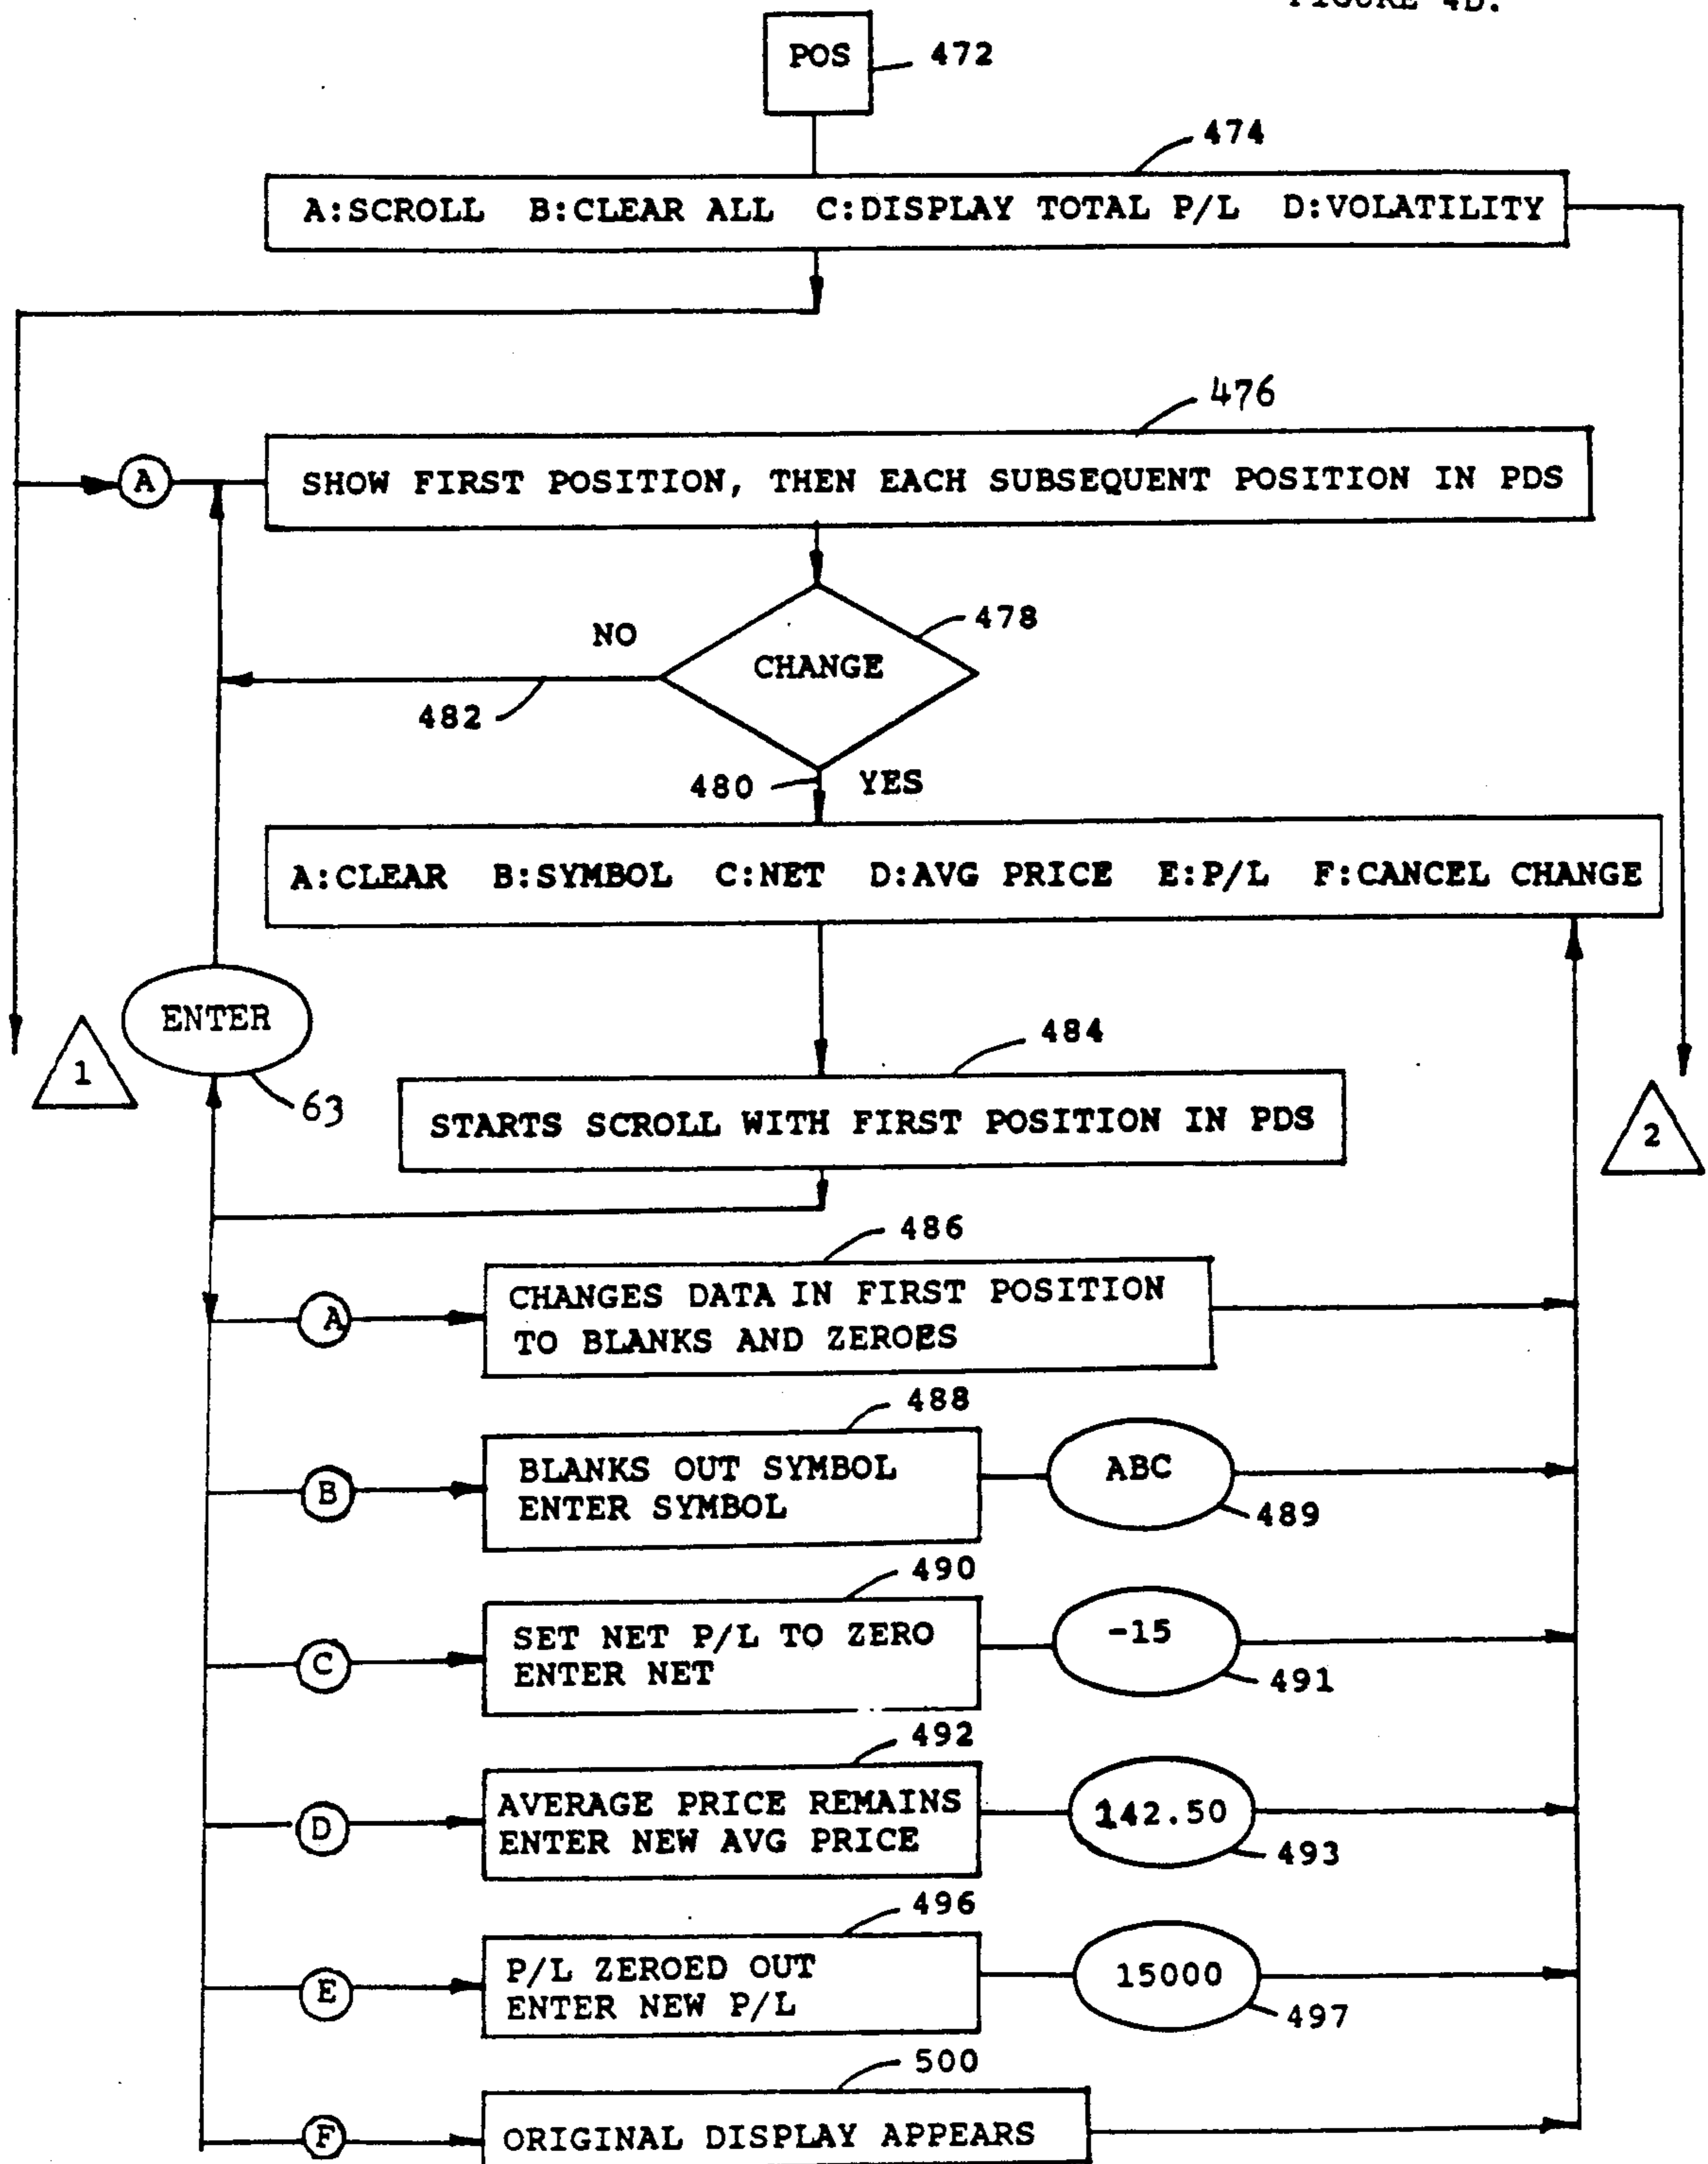 FIGURE 4D.
POS
472
474
A:SCROLL B:CLEAR ALL C:DISPLAY TOTAL P/L D:VOLATILITY
476
A
SHOW FIRST POSITION, THEN EACH SUBSEQUENT POSITION IN PDS
478
NO
CHANGE
482
480
YES
A:CLEAR B:SYMBOL C:NET D:AVG PRICE E:P/L F:CANCEL CHANGE
ENTER
1
63
484
STARTS SCROLL WITH FIRST POSITION IN PDS
2
486
A
CHANGES DATA IN FIRST POSITION
TO BLANKS AND ZEROES
488
B
BLANKS OUT SYMBOL
ENTER SYMBOL
ABC
489
490
C
SET NET P/L TO ZERO
ENTER NET
-15
491
492
D
AVERAGE PRICE REMAINS
ENTER NEW AVG PRICE
142.50
493
496
E
P/L ZEROED OUT
ENTER NEW P/L
15000
497
500
F
ORIGINAL DISPLAY APPEARS